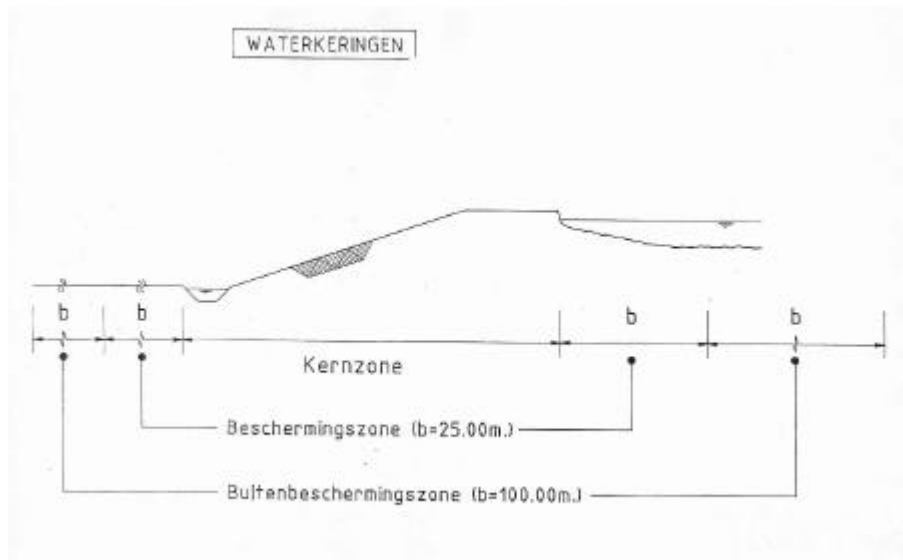 WATERKERINGEN
b
b
b
b
Kernzone
Beschermingszone (b=25.00m.)
Buitenbeschermingszone (b=100.00m.)